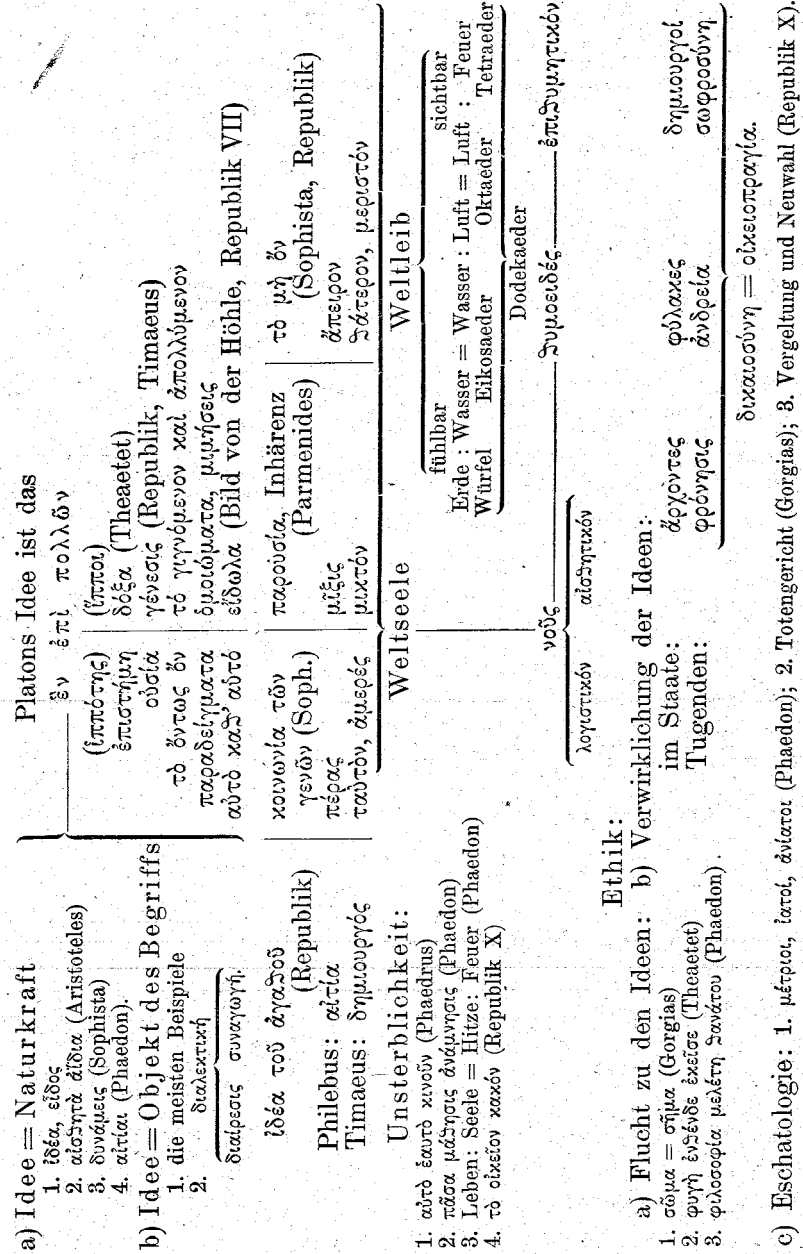 Platons Idee ist das
a) Idee = Naturkraft
1. ἰδέα, εἶδος
2. αἰσθητὰ ἀΐδια (Aristoteles)
3. δυνάμεις (Sophista)
4. αἰτίαι (Phaedon).
b) Idee = Objekt des Begriffs
1. die meisten Beispiele
2. διαλεκτική
διαίρεσις συναγωγή.
ἓν ἐπὶ πολλῶν
(ἱππότης)
ἐπιστήμη
οὐσία
τὸ ὄντως ὄν
παραδείγματα
αὐτὸ καθ' αὑτό
(ἵπποι)
δόξα (Theaetet)
γένεσις (Republik, Timaeus)
τὸ γιγνόμενον καὶ ἀπολλύμενον
ὁμοιώματα, μιμήσεις
εἴδωλα (Bild von der Höhle, Republik VII)
ἰδέα τοῦ ἀγαθοῦ
(Republik)
Philebus: αἰτία
Timaeus: δημιουργός
κοινωνία τῶν
γενῶν (Soph.)
πέρας
ταὐτόν, ἀμερές
παρουσία, Inhärenz
(Parmenides)
μῖξις
μικτόν
τὸ μὴ ὄν
(Sophista, Republik)
ἄπειρον
θάτερον, μεριστόν
Unsterblichkeit:
1. αὐτὸ ἑαυτὸ κινοῦν (Phaedrus)
2. πᾶσα μάθησις ἀνάμνησις (Phaedon)
3. Leben: Seele = Hitze: Feuer (Phaedon)
4. τὸ οἰκεῖον κακόν (Republik X)
Weltseele
Weltleib
fühlbar sichtbar
Erde : Wasser = Wasser : Luft = Luft : Feuer
Würfel Eikosaeder Oktaeder Tetraeder
Dodekaeder
νοῦς θυμοειδές ἐπιθυμητικόν
λογιστικόν αἰσθητικόν
Ethik:
a) Flucht zu den Ideen:
1. σῶμα = σῆμα (Gorgias)
2. φυγὴ ἐνθένδε ἐκεῖσε (Theaetet)
3. φιλοσοφία μελέτη θανάτου (Phaedon).
b) Verwirklichung der Ideen:
im Staate: ἄρχοντες φύλακες δημιουργοί
Tugenden: φρόνησις ἀνδρεία σωφροσύνη
δικαιοσύνη = οἰκειοπραγία.
c) Eschatologie: 1. μέτριοι, ἰατοί, ἀνίατοι (Phaedon); 2. Totengericht (Gorgias); 3. Vergeltung und Neuwahl (Republik X).